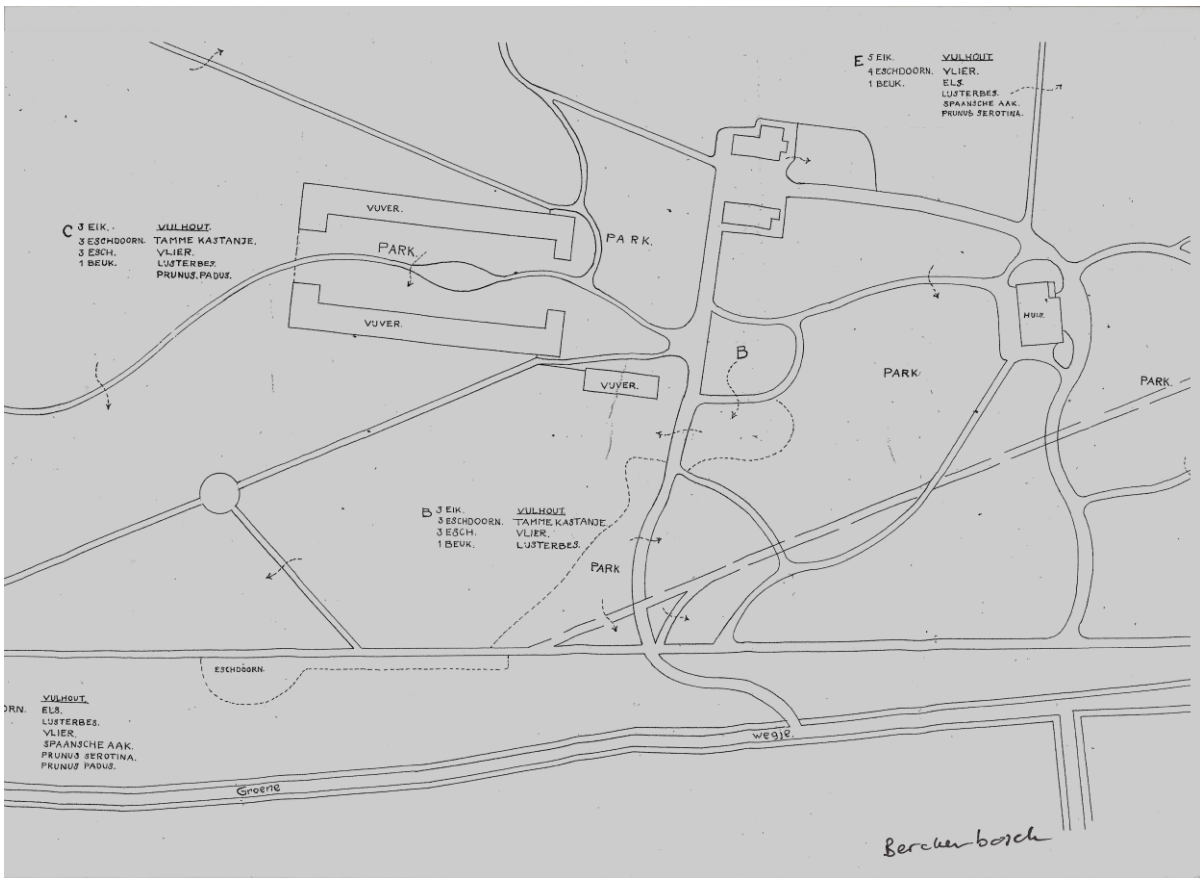 E 5 EIK. VULHOUT
4 ESCHDOORN. VLIER.
1 BEUK. ELS.
LIJSTERBES.
SPAANSCHE AAK.
PRUNUS SEROTINA.
VIJVER.
C 3 EIK. VULHOUT.
3 ESCHDOORN. TAMME KASTANJE.
3 ESCH. VLIER.
1 BEUK. LIJSTERBES.
PRUNUS. PADUS.
PARK.
PARK.
VIJVER.
HUIZ
B
VIJVER.
PARK
PARK.
B 3 EIK. VULHOUT.
3 ESCHDOORN. TAMME KASTANJE
3 ESCH. VLIER.
1 BEUK. LIJSTERBES.
PARK
ESCHDOORN.
VULHOUT.
ORN. ELS.
LIJSTERBES.
VLIER.
SPAANSCHE AAK.
PRUNUS SEROTINA.
PRUNUS PADUS.
wegje.
Groene
Berckenbosch